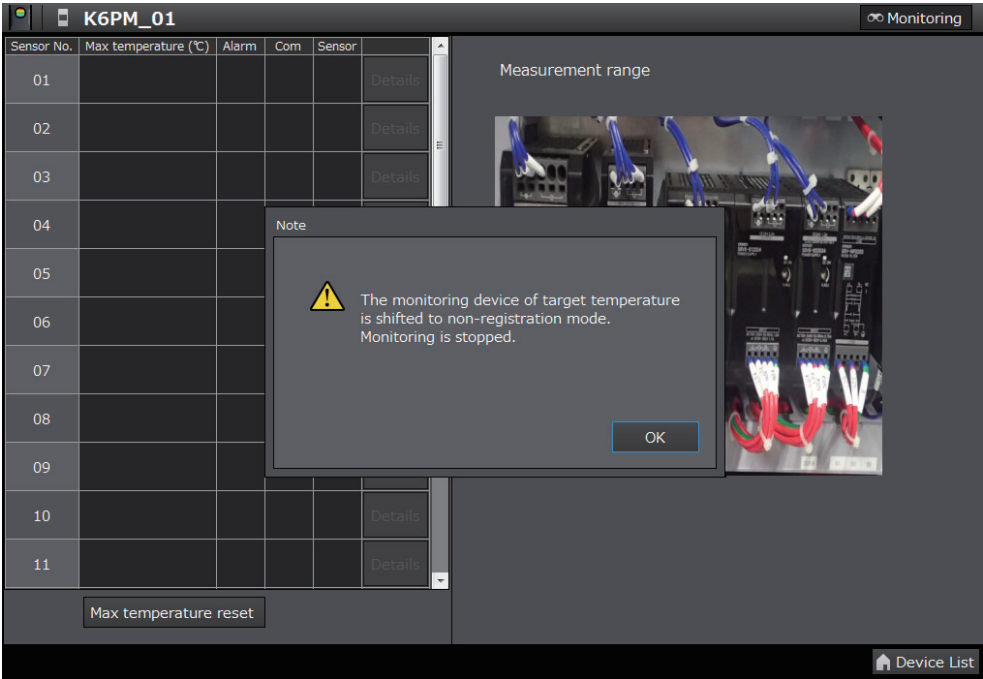 K6PM_01
Monitoring
Sensor No. Max temperature (℃) Alarm Com Sensor
01 Details
02 Details
03 Details
04
05
06
07
08
09
10 Details
11 Details
Max temperature reset
Measurement range
Note
The monitoring device of target temperature
is shifted to non-registration mode.
Monitoring is stopped.
OK
Device List